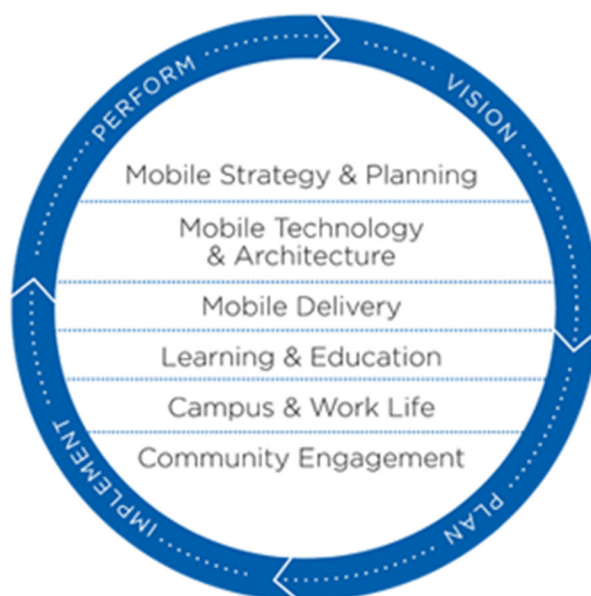 PERFORM
VISION
Mobile Strategy & Planning
Mobile Technology
& Architecture
Mobile Delivery
Learning & Education
Campus & Work Life
Community Engagement
IMPLEMENT
PLAN